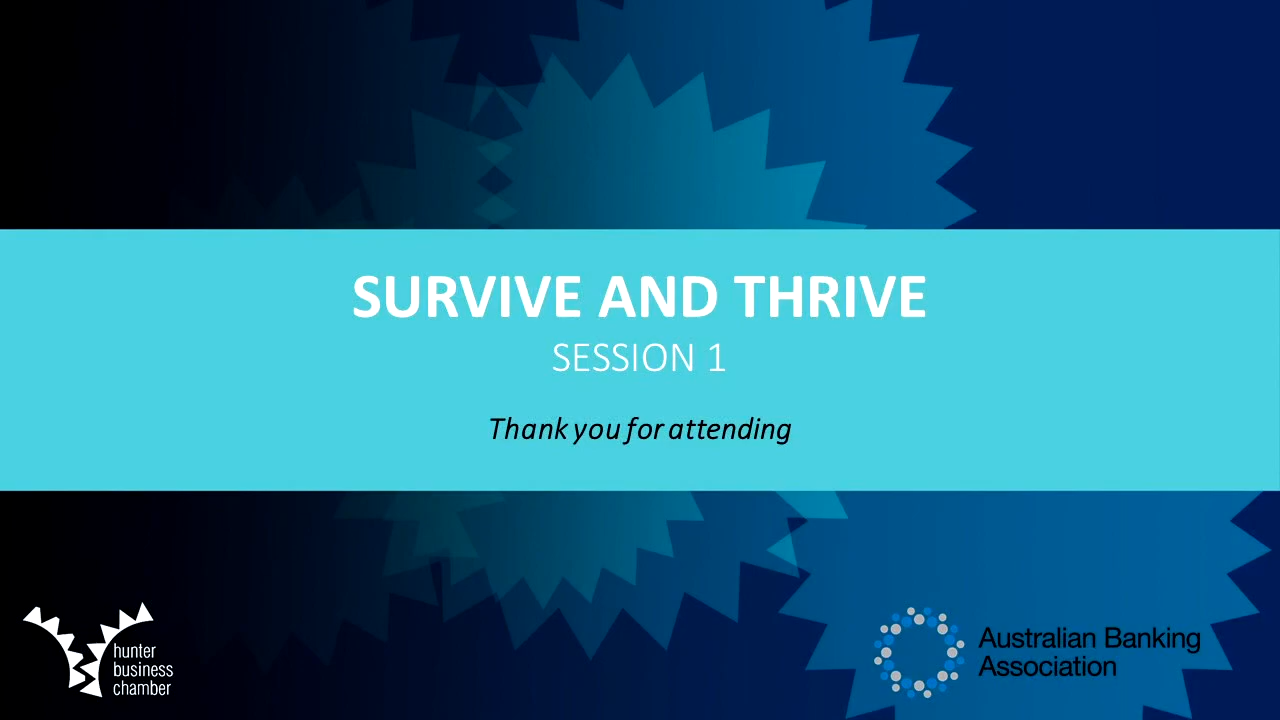 SURVIVE AND THRIVE
SESSION 1
Thank you for attending
hunter
business
chamber
Australian Banking
Association